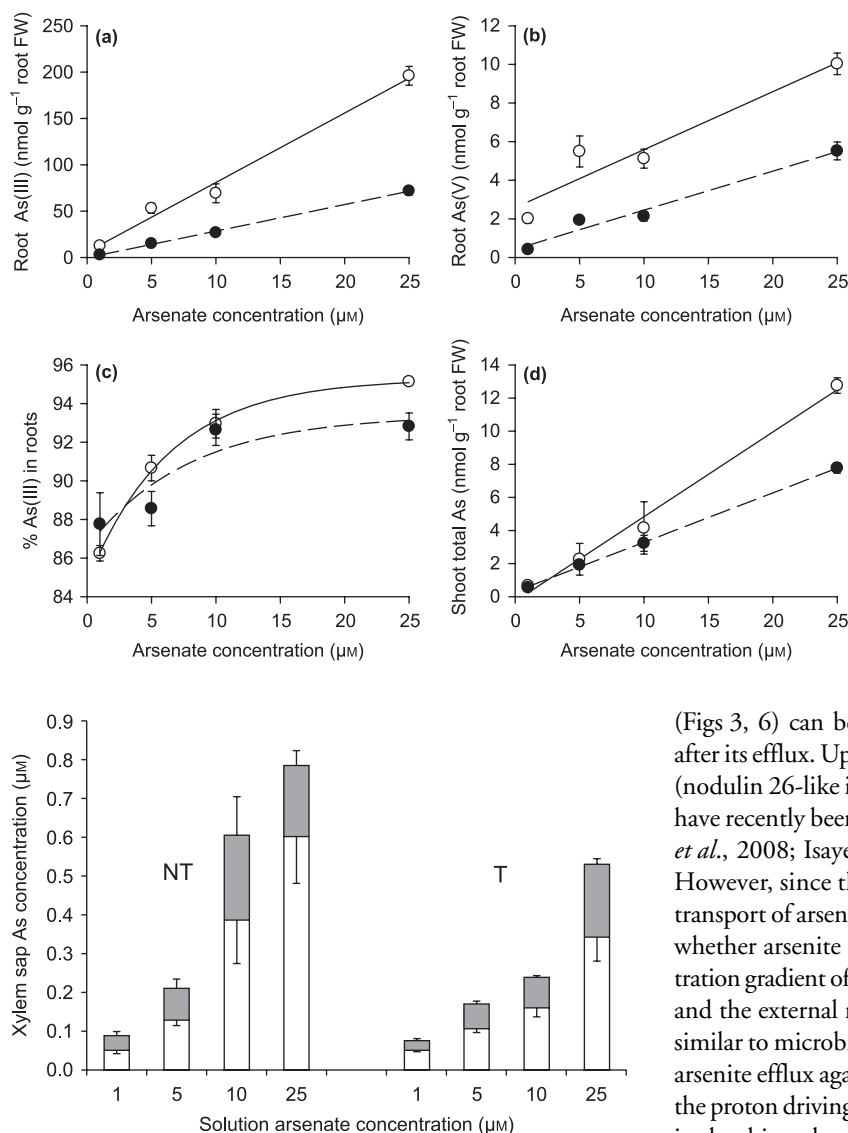 (a)
250
200
150
100
50
0
Root As(III) (nmol g⁻¹ root FW)
0 5 10 15 20 25
Arsenate concentration (µM)
(b)
12
10
8
6
4
2
0
Root As(V) (nmol g⁻¹ root FW)
0 5 10 15 20 25
Arsenate concentration (µM)
(c)
96
94
92
90
88
86
84
% As(III) in roots
0 5 10 15 20 25
Arsenate concentration (µM)
(d)
14
12
10
8
6
4
2
0
Shoot total As (nmol g⁻¹ root FW)
0 5 10 15 20 25
Arsenate concentration (µM)
0.9
0.8
0.7
0.6
0.5
0.4
0.3
0.2
0.1
0.0
Xylem sap As concentration (µM)
NT
T
1 5 10 25 1 5 10 25
Solution arsenate concentration (µM)
(Figs 3, 6) can be
after its efflux. Up
(nodulin 26-like i
have recently been
et al., 2008; Isaye
However, since th
transport of arsen
whether arsenite
tration gradient of
and the external r
similar to microbi
arsenite efflux aga
the proton driving